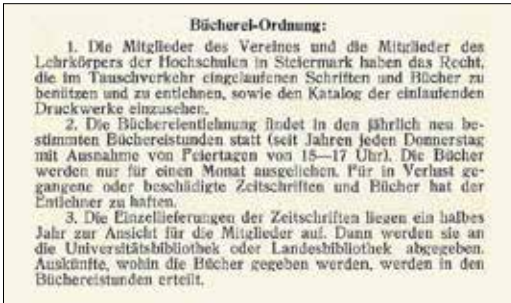 Bücherei-Ordnung:
1. Die Mitglieder des Vereines und die Mitglieder des
Lehrkörpers der Hochschulen in Steiermark haben das Recht,
die im Tauschverkehr eingelaufenen Schriften und Bücher zu
benützen und zu entlehnen, sowie den Katalog der einlaufenden
Druckwerke einzusehen.
2. Die Büchereientlehnung findet in den jährlich neu be-
stimmten Büchereistunden statt (seit Jahren jeden Donnerstag
mit Ausnahme von Feiertagen von 15—17 Uhr). Die Bücher
werden nur für einen Monat ausgeliehen. Für in Verlust ge-
gangene oder beschädigte Zeitschriften und Bücher hat der
Entlehner zu haften.
3. Die Einzellieferungen der Zeitschriften liegen ein halbes
Jahr zur Ansicht für die Mitglieder auf. Dann werden sie an
die Universitätsbibliothek oder Landesbibliothek abgegeben.
Auskünfte, wohin die Bücher gegeben werden, werden in den
Büchereistunden erteilt.